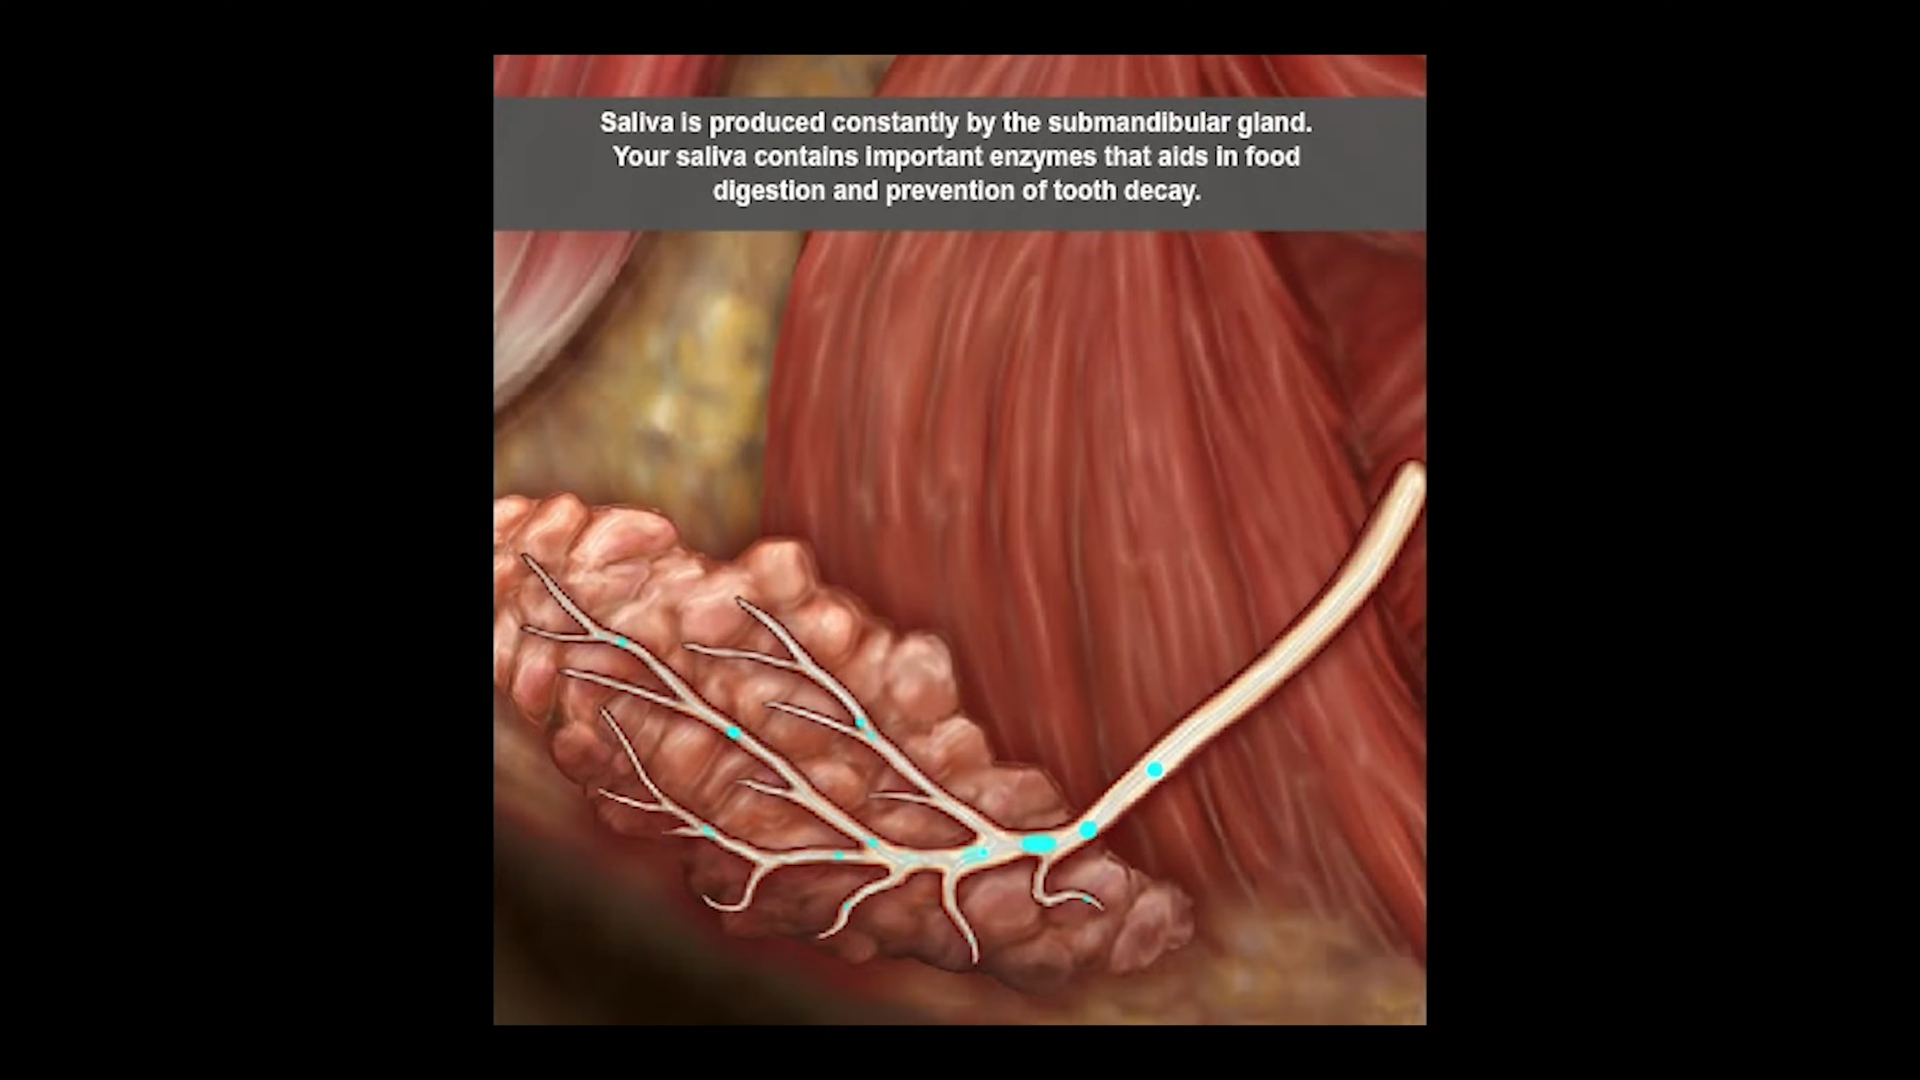 Saliva is produced constantly by the submandibular gland.
Your saliva contains important enzymes that aids in food
digestion and prevention of tooth decay.